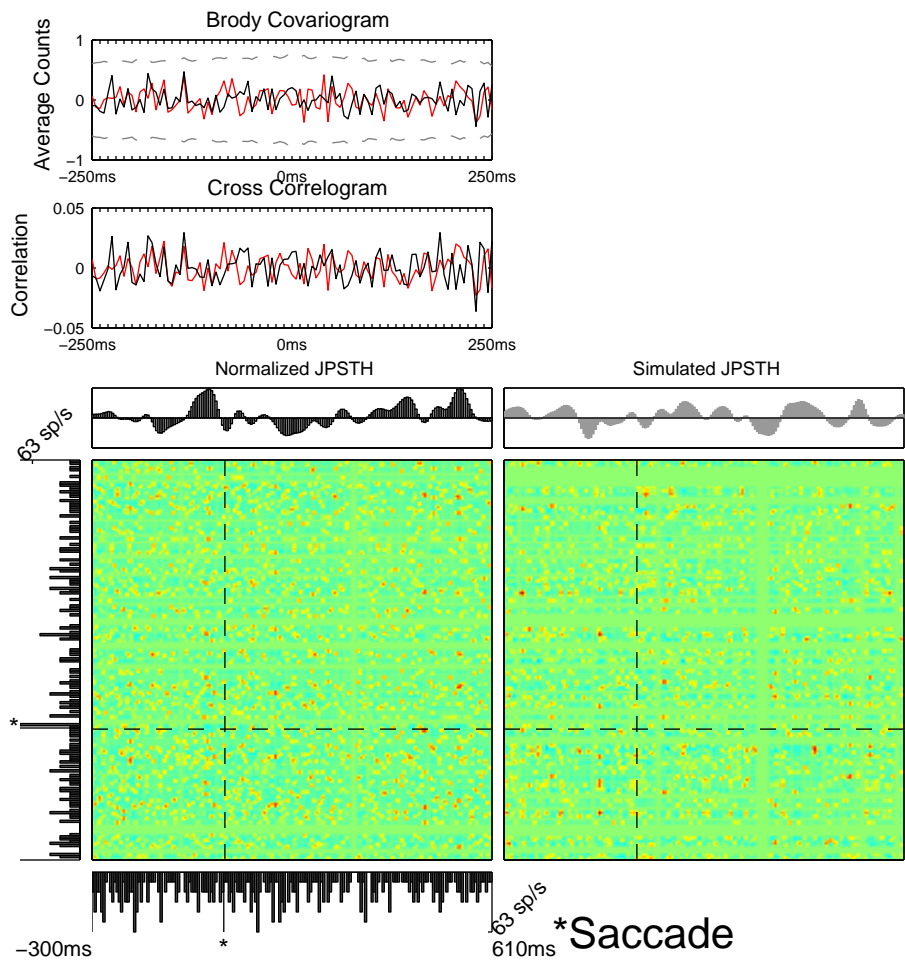 Brody Covariogram
1
0
−1
Average Counts
−250ms
0ms
250ms
Cross Correlogram
0.05
0
−0.05
Correlation
−250ms
0ms
250ms
Normalized JPSTH
Simulated JPSTH
63 sp/s
*
63 sp/s
*
−300ms
610ms
*Saccade